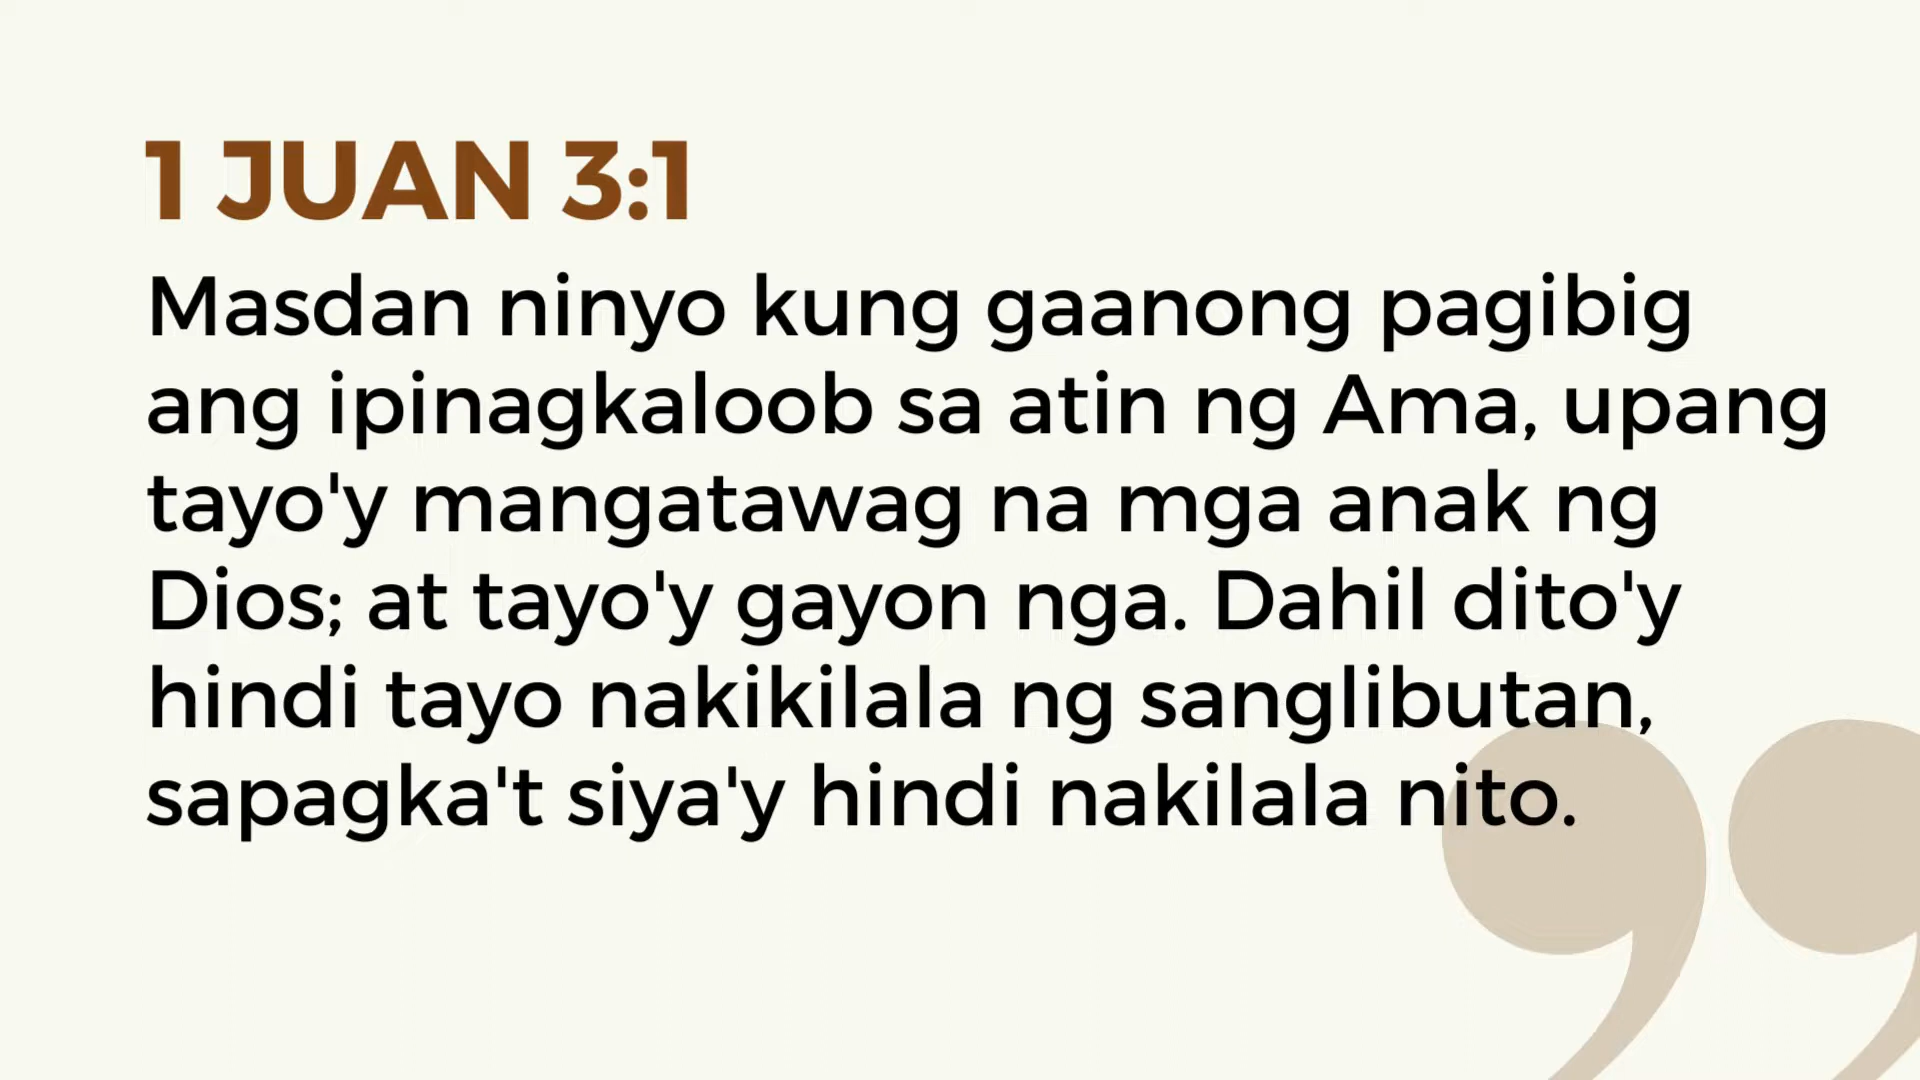 1 JUAN 3:1
Masdan ninyo kung gaanong pagibig
ang ipinagkaloob sa atin ng Ama, upang
tayo'y mangatawag na mga anak ng
Dios; at tayo'y gayon nga. Dahil dito'y
hindi tayo nakikilala ng sanglibutan,
sapagka't siya'y hindi nakilala nito.